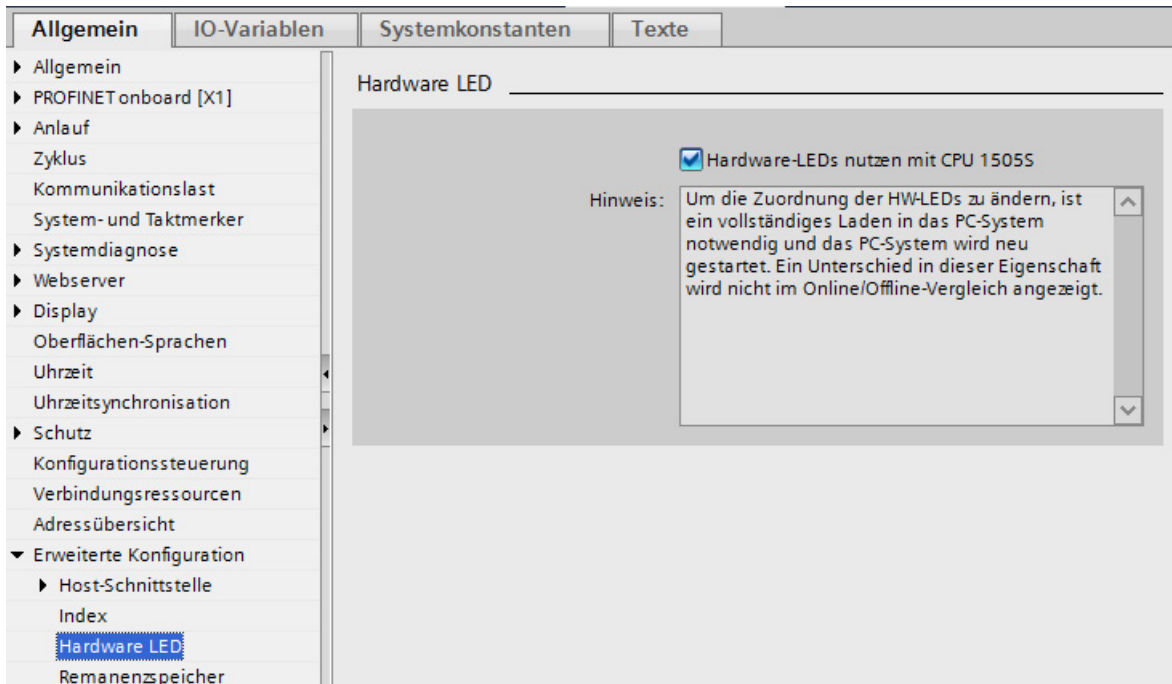 Allgemein
IO-Variablen
Systemkonstanten
Texte
Allgemein
PROFINET onboard [X1]
Anlauf
Zyklus
Kommunikationslast
System- und Taktmerker
Systemdiagnose
Webserver
Display
Oberflächen-Sprachen
Uhrzeit
Uhrzeitsynchronisation
Schutz
Konfigurationssteuerung
Verbindungsressourcen
Adressübersicht
Erweiterte Konfiguration
Host-Schnittstelle
Index
Hardware LED
Remanenzspeicher
Hardware LED
Hardware-LEDs nutzen mit CPU 1505S
Hinweis:
Um die Zuordnung der HW-LEDs zu ändern, ist
ein vollständiges Laden in das PC-System
notwendig und das PC-System wird neu
gestartet. Ein Unterschied in dieser Eigenschaft
wird nicht im Online/Offline-Vergleich angezeigt.